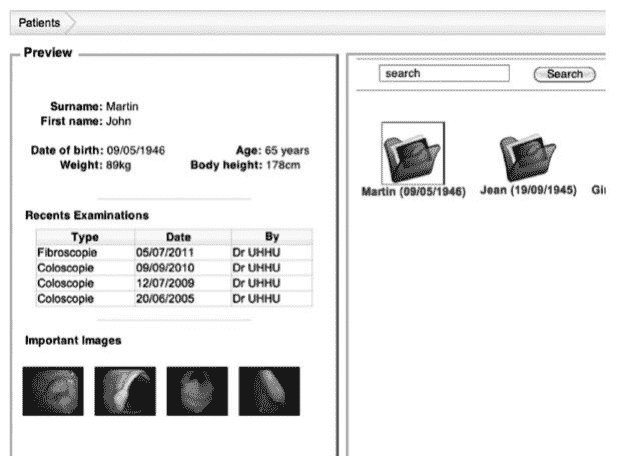 Patients
Preview
Surname: Martin
First name: John
Date of birth: 09/05/1946 Age: 65 years
Weight: 89kg Body height: 178cm
Recents Examinations
Type Date By
Fibroscopie 05/07/2011 Dr UHHU
Coloscopie 09/09/2010 Dr UHHU
Coloscopie 12/07/2009 Dr UHHU
Coloscopie 20/06/2005 Dr UHHU
Important Images
search Search
Martin (09/05/1946) Jean (19/09/1945)